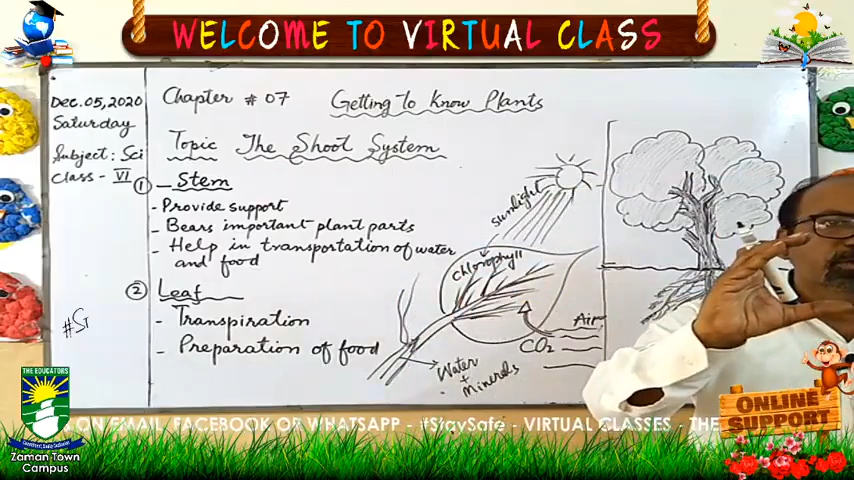 WELCOME TO VIRTUAL CLASS
Dec. 05, 2020
Saturday
Subject: Sci
Class - VI
Chapter # 07 Getting To Know Plants
Topic The Shoot System
① - Stem
- Provide support
- Bears important plant parts
- Help in transportation of water
and food
② Leaf
- Transpiration
- Preparation of food
sunlight
chlorophyll
Air
CO2
Water
+
Minerals
ONLINE
SUPPORT
ON EMAIL, FACEBOOK OR WHATSAPP - #StaySafe - VIRTUAL CLASSES - THE
THE EDUCATORS
Zaman Town
Campus